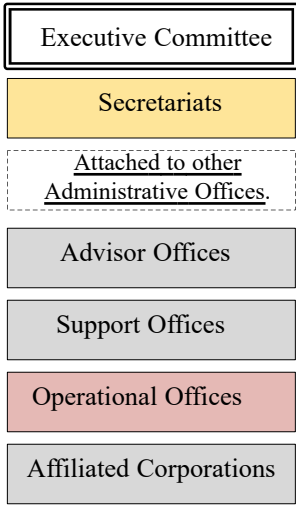 Executive Committee
Secretariats
Attached to other
Administrative Offices.
Advisor Offices
Support Offices
Operational Offices
Affiliated Corporations